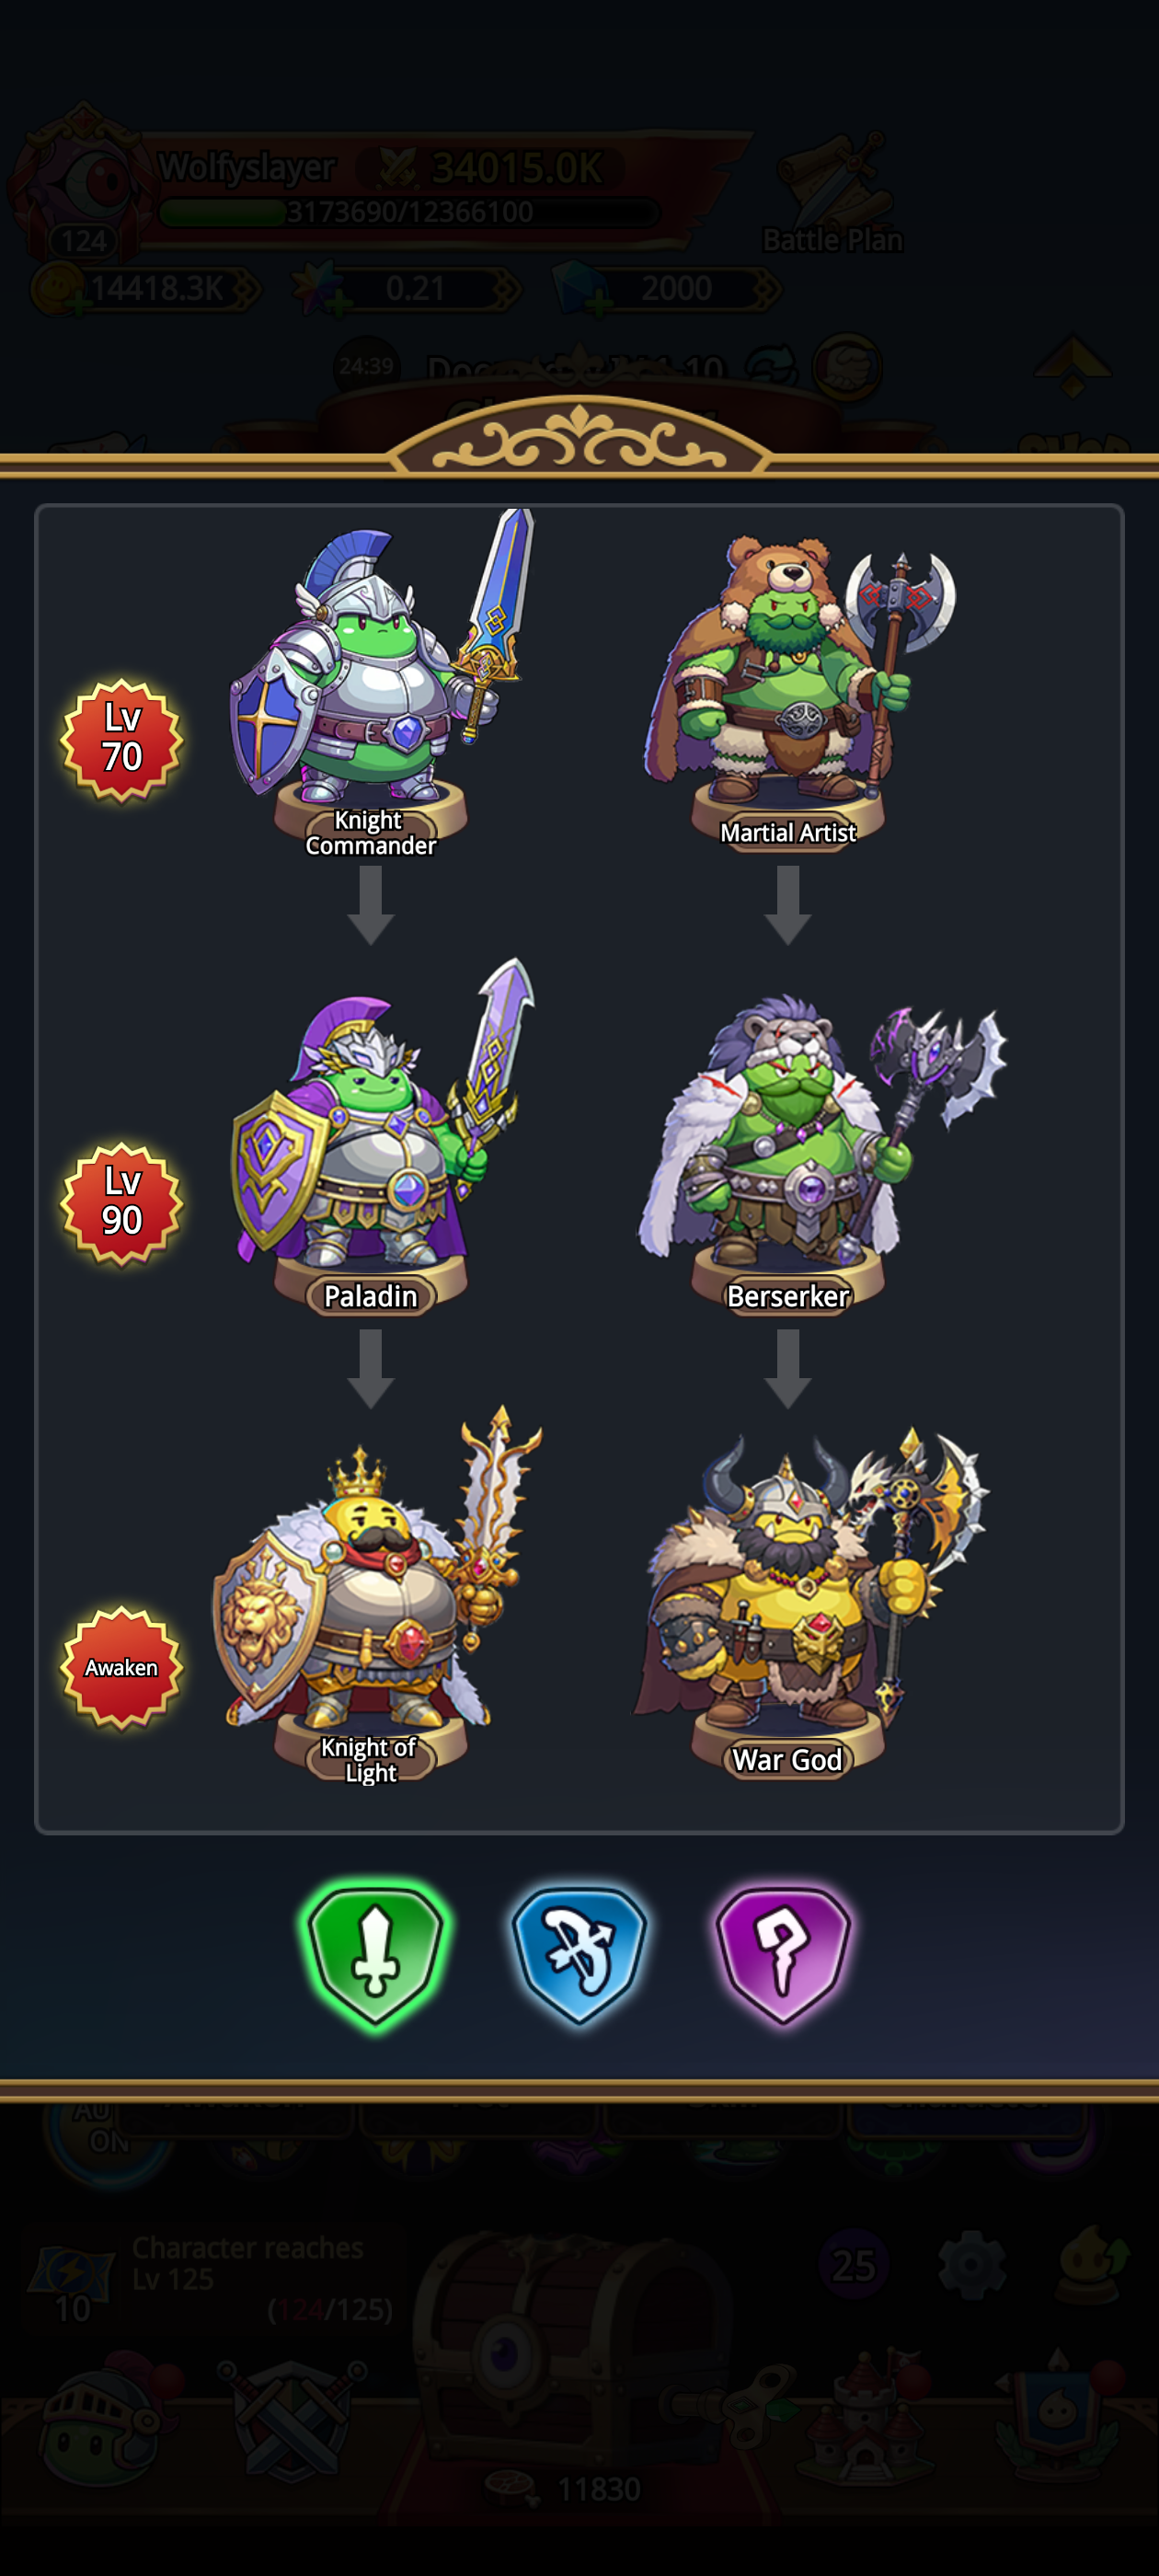 Wolfyslayer
34015.0K
3173690/12366100
124
Battle Plan
14418.3K
0.21
2000
24:39
Lv
70
Knight
Commander
Martial Artist
Lv
90
Paladin
Berserker
Awaken
Knight of
Light
War God
ON
Character reaches
Lv 125
(124/125)
10
25
11830